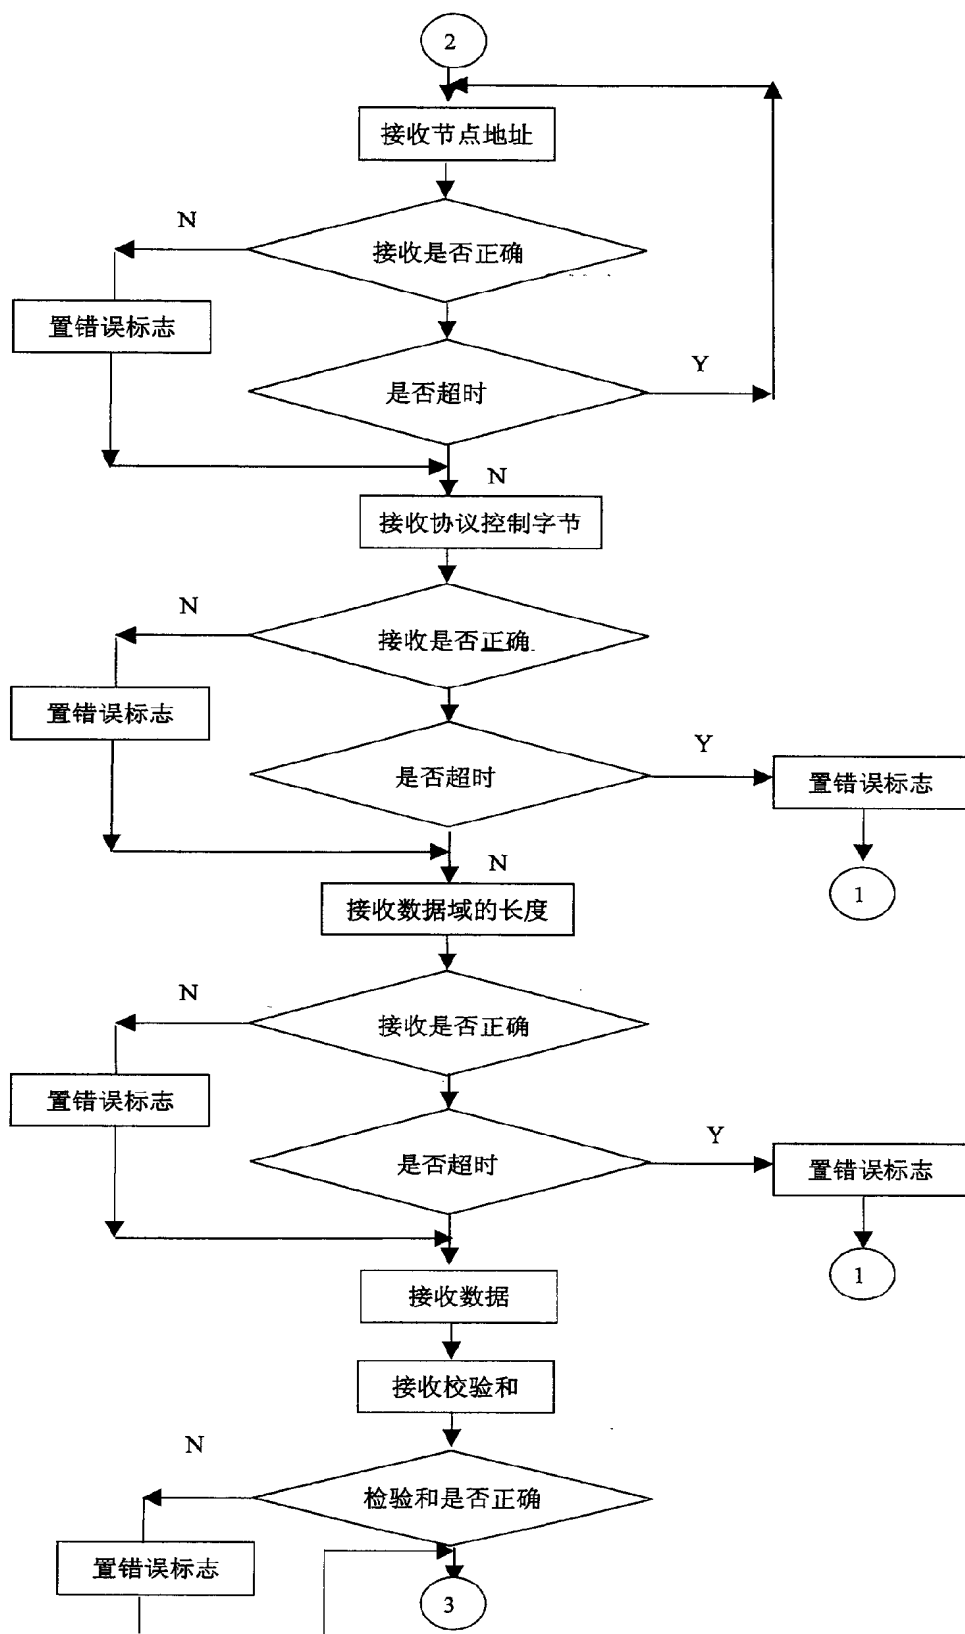 2
接收节点地址
N
接收是否正确
置错误标志
Y
是否超时
N
接收协议控制字节
N
接收是否正确
置错误标志
Y
是否超时
置错误标志
N
1
接收数据域的长度
N
接收是否正确
置错误标志
Y
是否超时
置错误标志
1
接收数据
接收校验和
N
检验和是否正确
置错误标志
3